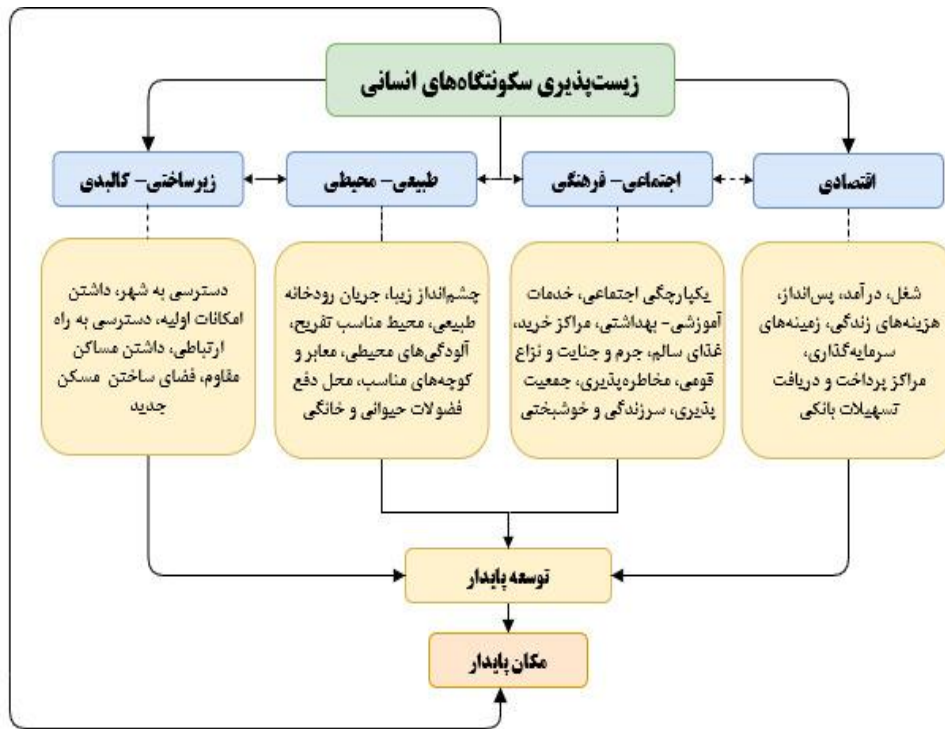 زیست‌پذیری سکونتگاه‌های انسانی
اقتصادی
اجتماعی- فرهنگی
طبیعی- محیطی
زیرساختی- کالبدی
شغل، درآمد، پس‌انداز،
هزینه‌های زندگی، زمینه‌های
سرمایه‌گذاری،
مراکز پرداخت و دریافت
تسهیلات بانکی
یکپارچگی اجتماعی، خدمات
آموزشی- بهداشتی، مراکز خرید،
غذای سالم، جرم و جنایت و نزاع
قومی، مخاطره‌پذیری، جمعیت
پذیری، سرزندگی و خوشبختی
چشم‌انداز زیبا، جریان رودخانه
طبیعی، محیط مناسب تفریح،
آلودگی‌های محیطی، معابر و
کوچه‌های مناسب، محل دفع
فضولات حیوانی و خانگی
دسترسی به شهر، داشتن
امکانات اولیه، دسترسی به راه
ارتباطی، داشتن مساکن
مقاوم، فضای ساختن مسکن
جدید
توسعه پایدار
مکان پایدار